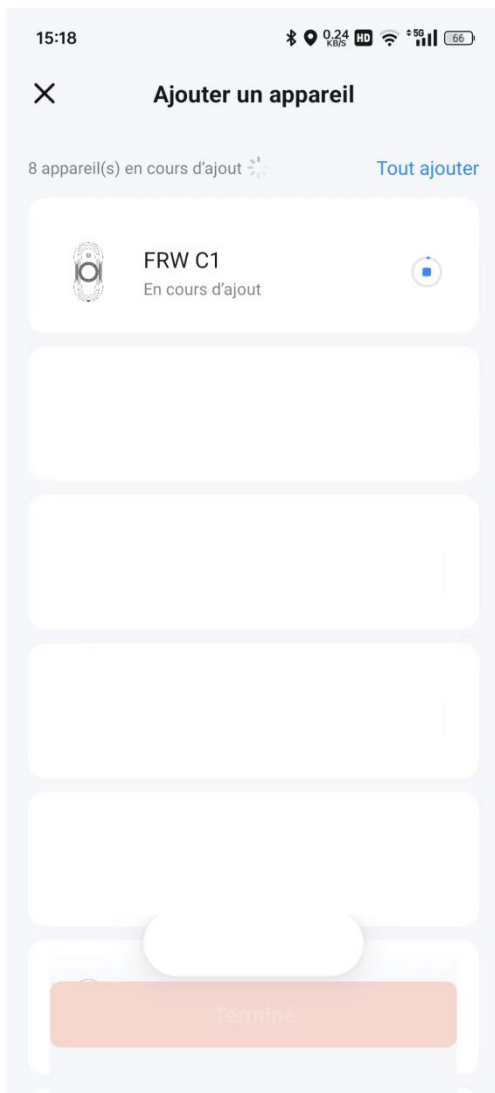 15:18
0.24 KB/S HD 5G 66
Ajouter un appareil
8 appareil(s) en cours d’ajout
Tout ajouter
FRW C1
En cours d’ajout
Terminé